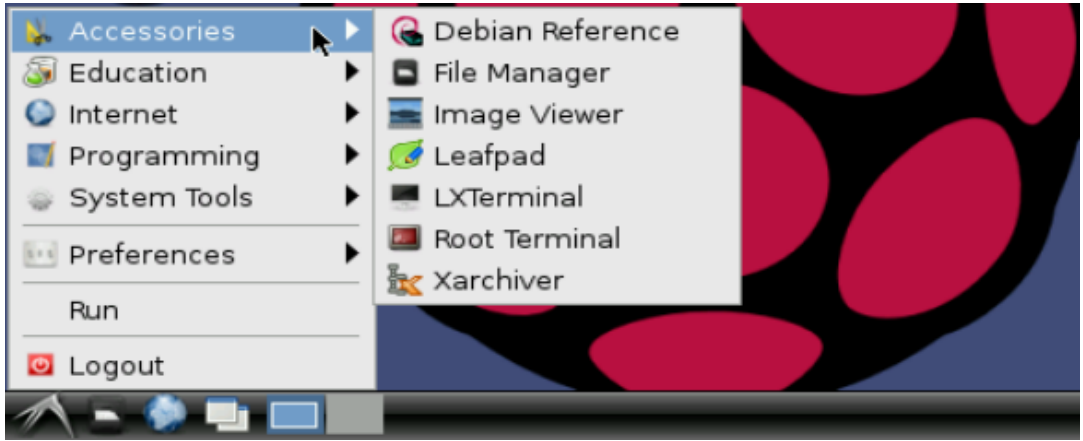 Accessories
Education
Internet
Programming
System Tools
Preferences
Run
Logout
Debian Reference
File Manager
Image Viewer
Leafpad
LXTerminal
Root Terminal
Xarchiver